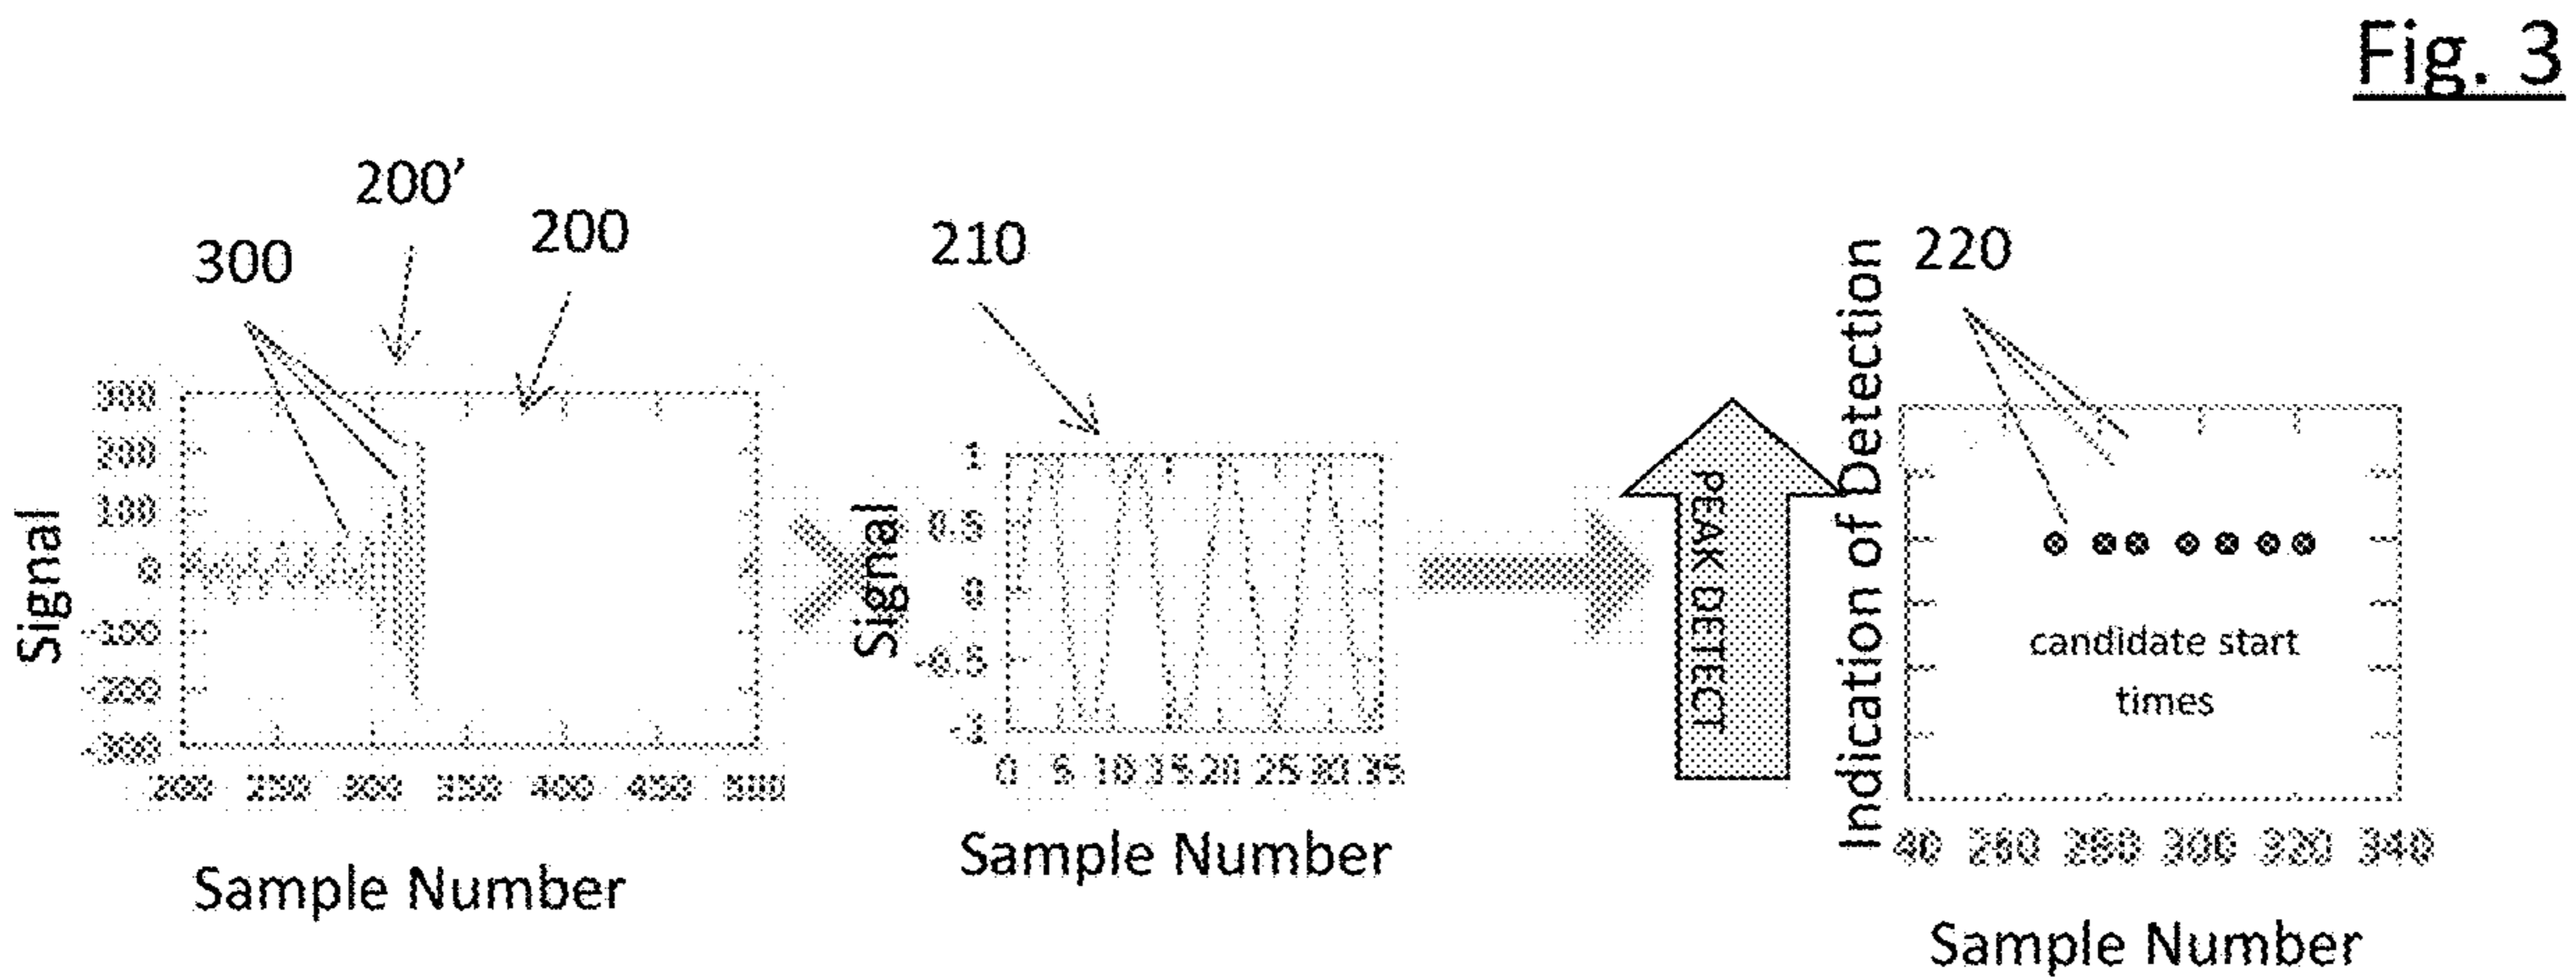 Fig. 3
200'
300
200
210
220
Signal
300
200
100
0
-100
-200
-300
200 250 300 350 400 450 500
Sample Number
Signal
1
0.5
0
-0.5
-1
0 5 10 15 20 25 30 35
Sample Number
PEAK DETECT
Indication of Detection
candidate start
times
40 260 280 300 320 340
Sample Number